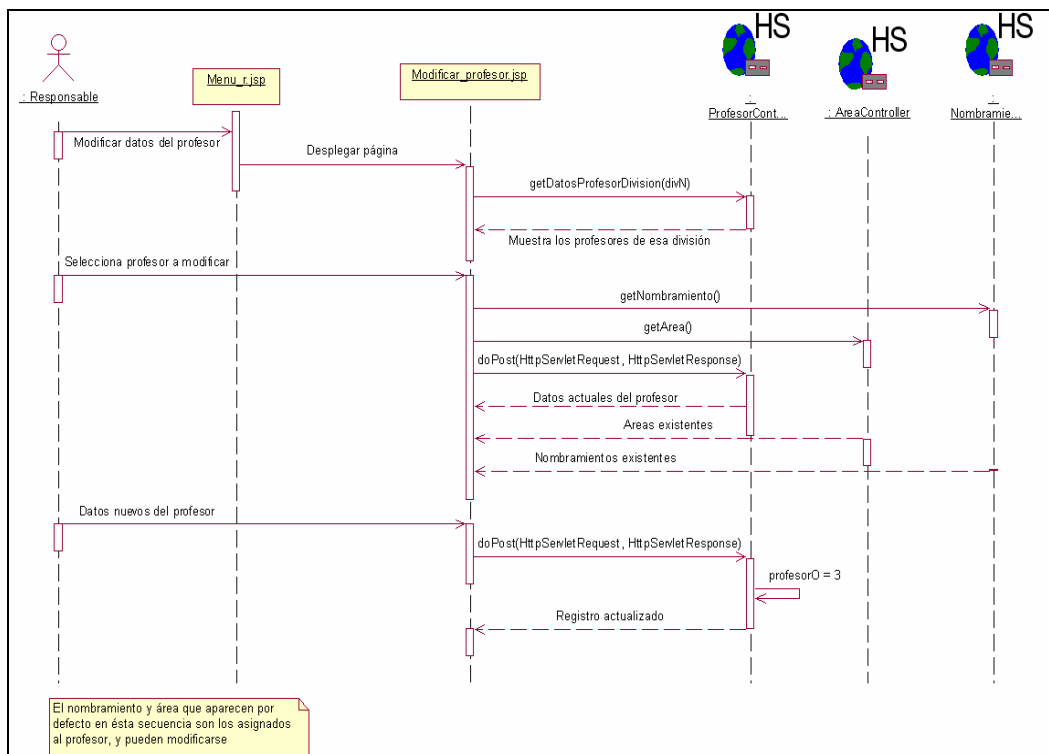 HS
HS
HS
: Responsable
Menu_r.jsp
Modificar_profesor.jsp
:
ProfesorCont...
: AreaController
:
Nombramie...
Modificar datos del profesor
Desplegar página
getDatosProfesorDivision(divN)
Muestra los profesores de esa división
Selecciona profesor a modificar
getNombramiento()
getArea()
doPost(HttpServletRequest, HttpServletResponse)
Datos actuales del profesor
Areas existentes
Nombramientos existentes
Datos nuevos del profesor
doPost(HttpServletRequest, HttpServletResponse)
profesorO = 3
Registro actualizado
El nombramiento y área que aparecen por
defecto en ésta secuencia son los asignados
al profesor, y pueden modificarse